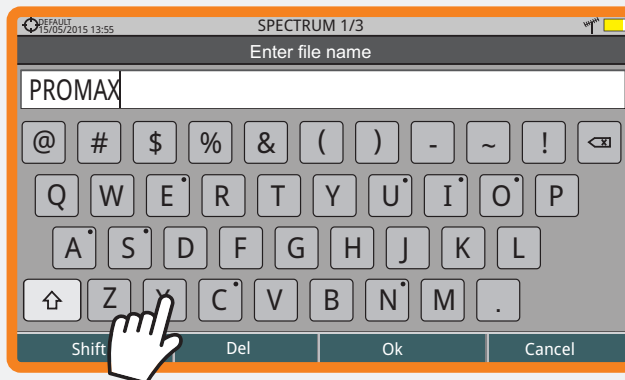 DEFAULT
15/05/2015 13:55
SPECTRUM 1/3
Enter file name
PROMAX
@ # $ % & ( ) - ~ !
Q W E R T Y U I O P
A S D F G H J K L
Z X C V B N M .
Shift Del Ok Cancel